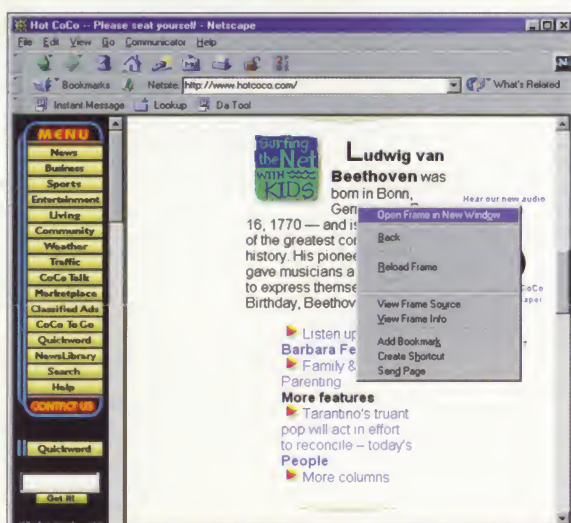 Hot CoCo -- Please seat yourself - Netscape
File Edit View Go Communicator Help
Bookmarks Netsite: http://www.hotcoco.com/ What's Related
Instant Message Lookup Da Tool
MENU
News
Business
Sports
Entertainment
Living
Community
Weather
Traffic
CoCo Talk
Marketplace
Classified Ads
CoCo To Go
Quickword
NewsLibrary
Search
Help
CONTACT US
Quickword
Get It!
Surfing
the Net
WITH
KIDS
Ludwig van
Beethoven was
born in Bonn,
Hear our new audio
16, 1770 — and is
of the greatest
history. His
gave musicians a
to express
Birthday,
Open Frame in New Window
Back
Reload Frame
View Frame Source
View Frame Info
Add Bookmark
Create Shortcut
Send Page
Listen up
Barbara
Family &
Parenting
More features
Tarantino's truant
pop will act in effort
to reconcile – today's
People
More columns